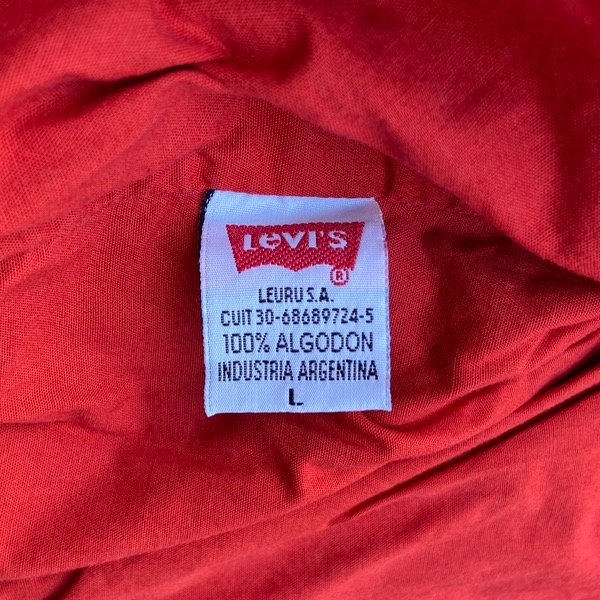 Levi's
®
LEURU S.A.
CUIT 30-68689724-5
100% ALGODON
INDUSTRIA ARGENTINA
L